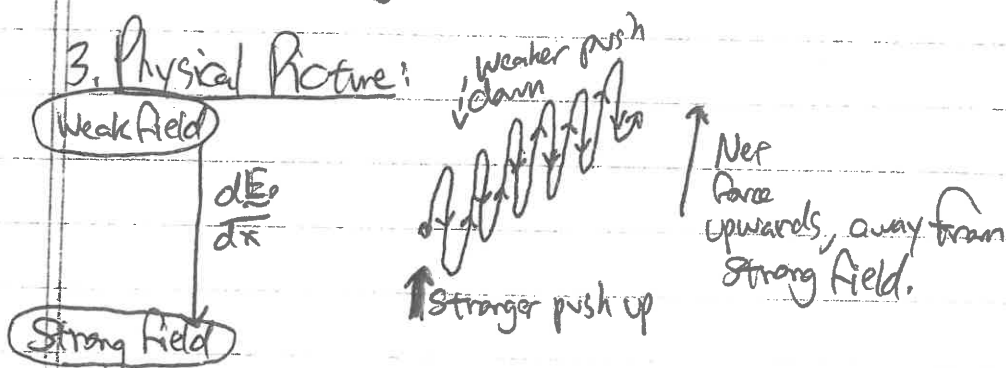 3. Physical Picture:
Weak field
dE₀
dx
Strong field
weaker push
down
Stronger push up
Net
force
upwards, away from
strong field.